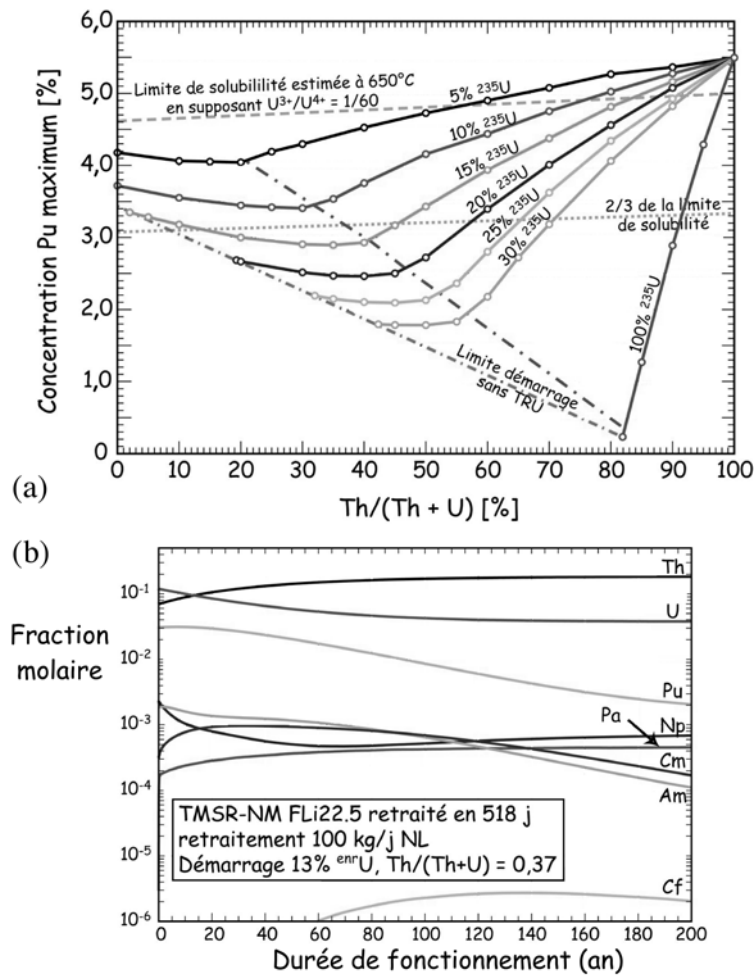 6,0
Limite de solubililité estimée à 650°C
en supposant U³⁺/U⁴⁺ = 1/60
5,0
4,0
3,0
2,0
1,0
0
Concentration Pu maximum [%]
5% ²³⁵U
10% ²³⁵U
15% ²³⁵U
20% ²³⁵U
25% ²³⁵U
30% ²³⁵U
100% ²³⁵U
2/3 de la limite
de solubilité
Limite démarrage
sans TRU
0 10 20 30 40 50 60 70 80 90 100
Th/(Th + U) [%]
(a)
(b)
Fraction
molaire
10⁻¹
10⁻²
10⁻³
10⁻⁴
10⁻⁵
10⁻⁶
Th
U
Pu
Pa
Np
Cm
Am
Cf
TMSR-NM FLi22.5 retraité en 518 j
retraitement 100 kg/j NL
Démarrage 13% ᵉⁿʳU, Th/(Th+U) = 0,37
0 20 40 60 80 100 120 140 160 180 200
Durée de fonctionnement (an)